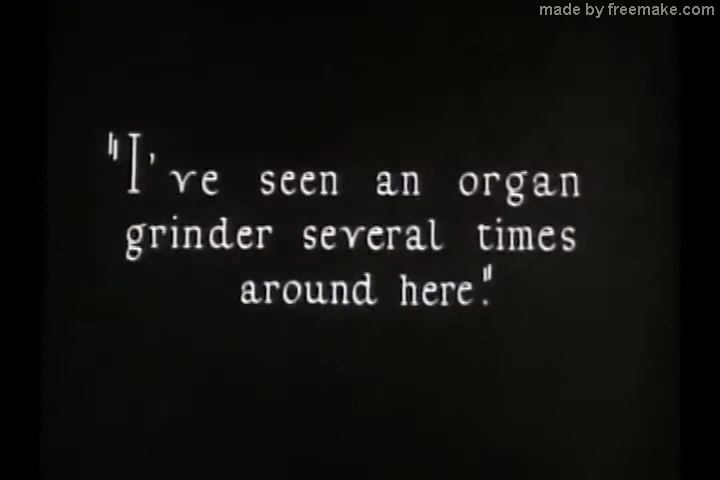 made by freemake.com
"I've seen an organ
grinder several times
around here."